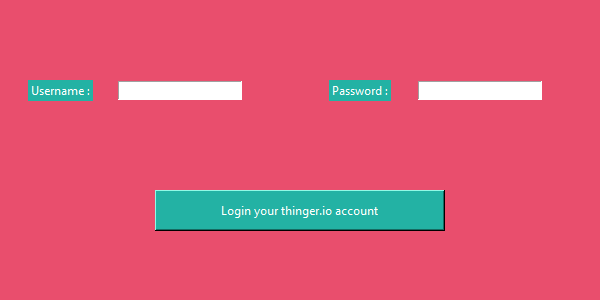 Username :
Password :
Login your thinger.io account